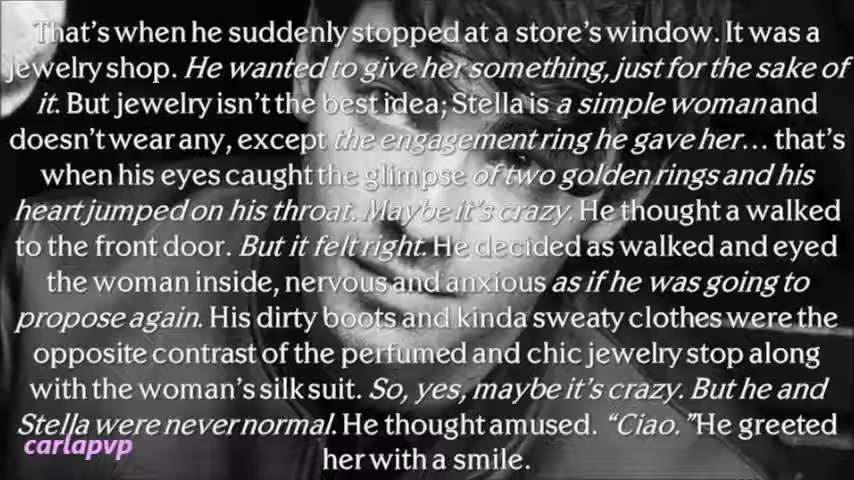 That's when he suddenly stopped at a store's window. It was a
jewelry shop. He wanted to give her something, just for the sake of
it. But jewelry isn't the best idea; Stella is a simple woman and
doesn't wear any, except the engagement ring he gave her... that's
when his eyes caught the glimpse of two golden rings and his
heart jumped on his throat. Maybe it's crazy. He thought a walked
to the front door. But it felt right. He decided as walked and eyed
the woman inside, nervous and anxious as if he was going to
propose again. His dirty boots and kinda sweaty clothes were the
opposite contrast of the perfumed and chic jewelry stop along
with the woman's silk suit. So, yes, maybe it's crazy. But he and
Stella were never normal. He thought amused. "Ciao." He greeted
her with a smile.
carlapvp